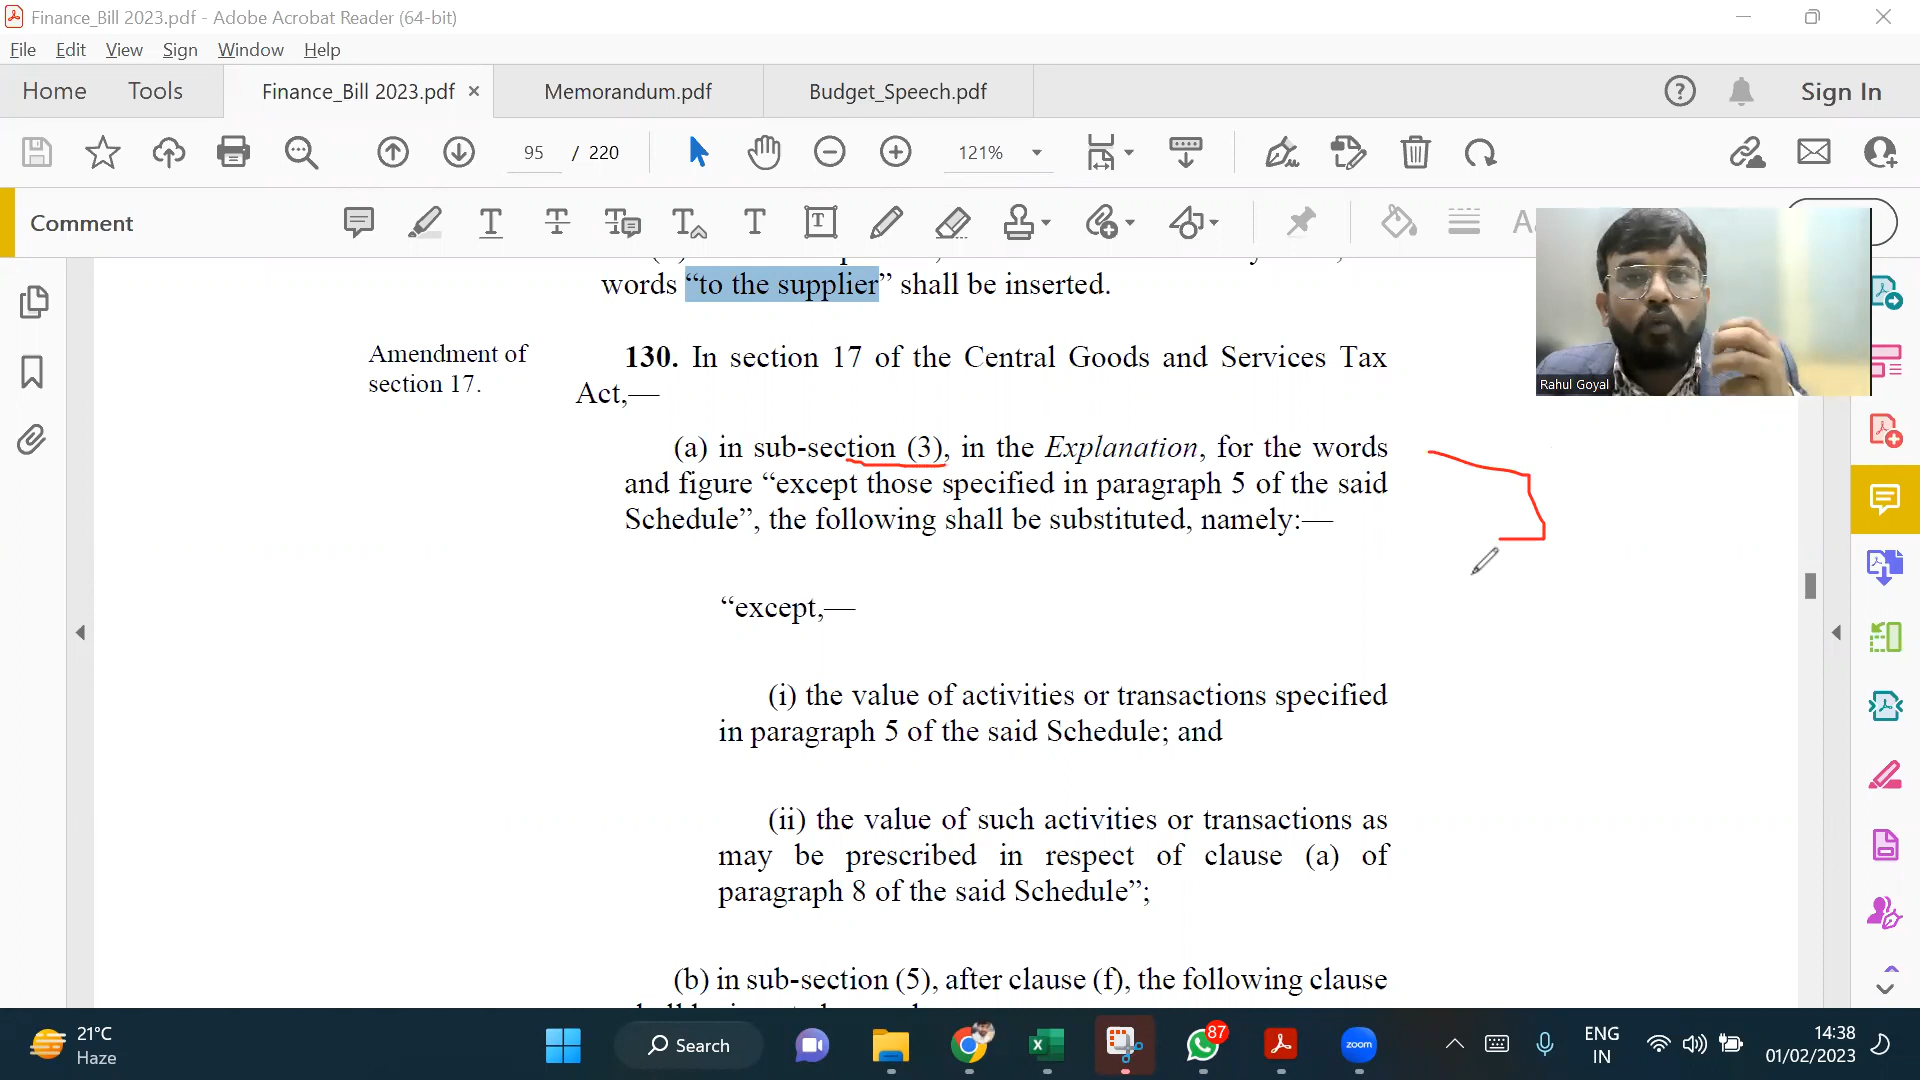 Finance_Bill 2023.pdf - Adobe Acrobat Reader (64-bit)
File Edit View Sign Window Help
Home Tools Finance_Bill 2023.pdf × Memorandum.pdf Budget_Speech.pdf Sign In
95 / 220 121%
Comment
words “to the supplier” shall be inserted.
Amendment of
section 17.
130. In section 17 of the Central Goods and Services Tax
Act,—
(a) in sub-section (3), in the Explanation, for the words
and figure “except those specified in paragraph 5 of the said
Schedule”, the following shall be substituted, namely:—
“except,—
(i) the value of activities or transactions specified
in paragraph 5 of the said Schedule; and
(ii) the value of such activities or transactions as
may be prescribed in respect of clause (a) of
paragraph 8 of the said Schedule”;
(b) in sub-section (5), after clause (f), the following clause
Rahul Goyal
21°C
Haze
Search
87
zoom
ENG
IN
14:38
01/02/2023